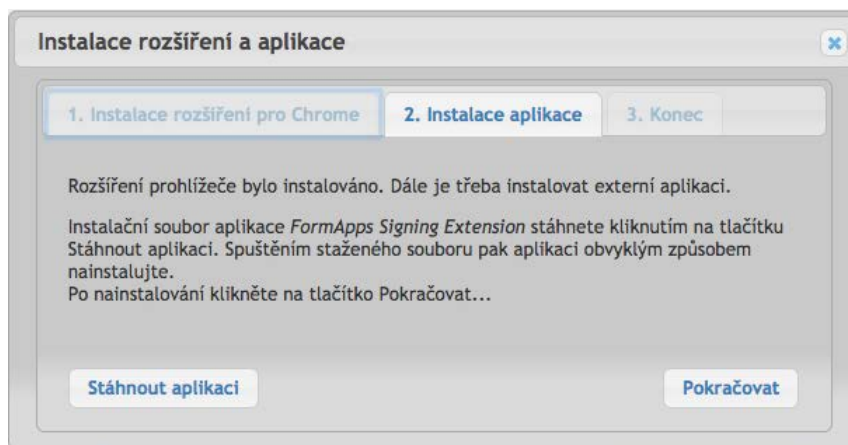 Instalace rozšíření a aplikace
1. Instalace rozšíření pro Chrome
2. Instalace aplikace
3. Konec
Rozšíření prohlížeče bylo instalováno. Dále je třeba instalovat externí aplikaci.
Instalační soubor aplikace FormApps Signing Extension stáhnete kliknutím na tlačítku
Stáhnout aplikaci. Spuštěním staženého souboru pak aplikaci obvyklým způsobem
nainstalujte.
Po nainstalování klikněte na tlačítko Pokračovat...
Stáhnout aplikaci
Pokračovat